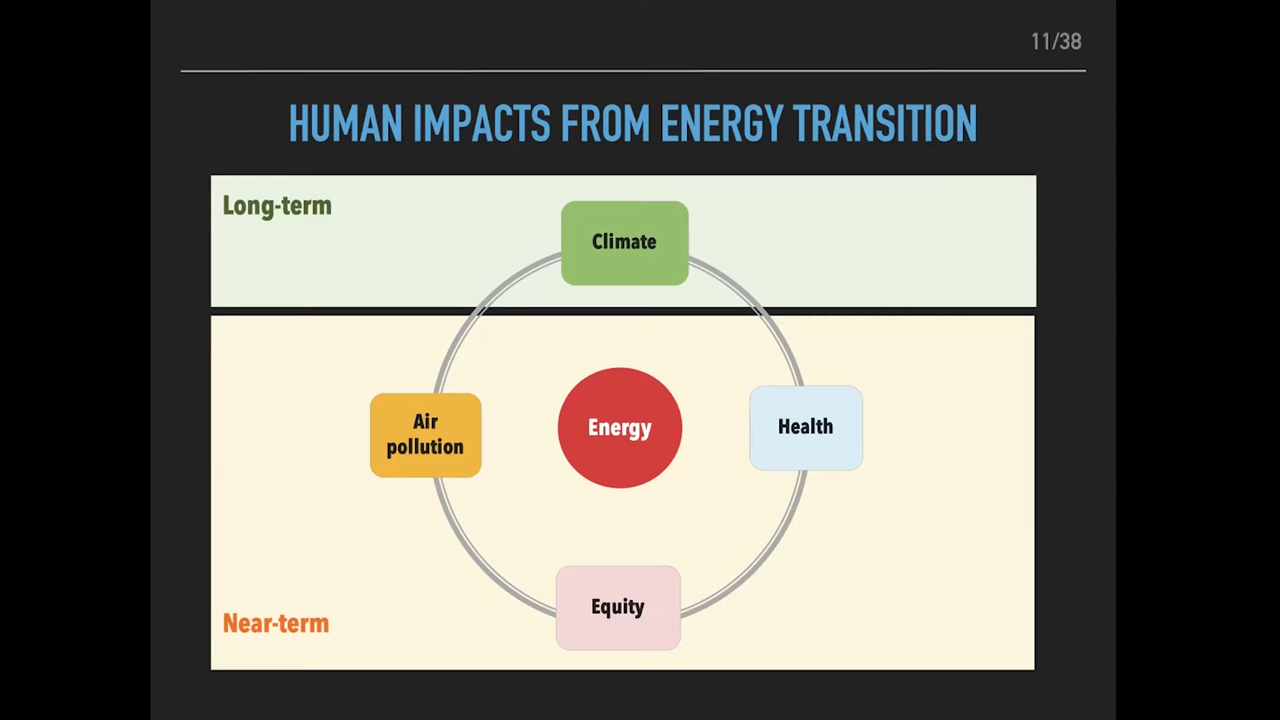 11/38
HUMAN IMPACTS FROM ENERGY TRANSITION
Long-term
Climate
Air
pollution
Energy
Health
Equity
Near-term